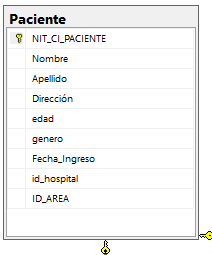 Paciente
NIT_CI_PACIENTE
Nombre
Apellido
Dirección
edad
genero
Fecha_Ingreso
id_hospital
ID_AREA